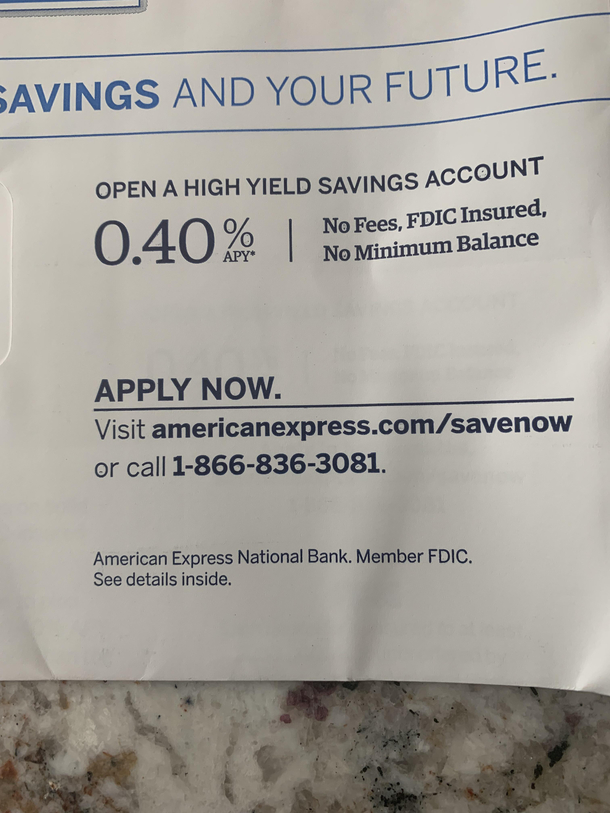 SAVINGS AND YOUR FUTURE.
OPEN A HIGH YIELD SAVINGS ACCOUNT
0.40% APY*
No Fees, FDIC Insured,
No Minimum Balance
APPLY NOW.
Visit americanexpress.com/savenow
or call 1-866-836-3081.
American Express National Bank. Member FDIC.
See details inside.